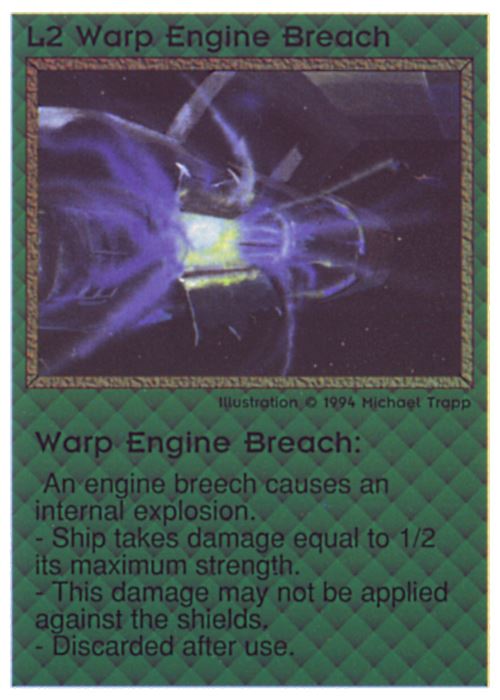 L2 Warp Engine Breach
Illustration © 1994 Michael Trapp
Warp Engine Breach:
An engine breech causes an
internal explosion.
- Ship takes damage equal to 1/2
its maximum strength.
- This damage may not be applied
against the shields.
- Discarded after use.